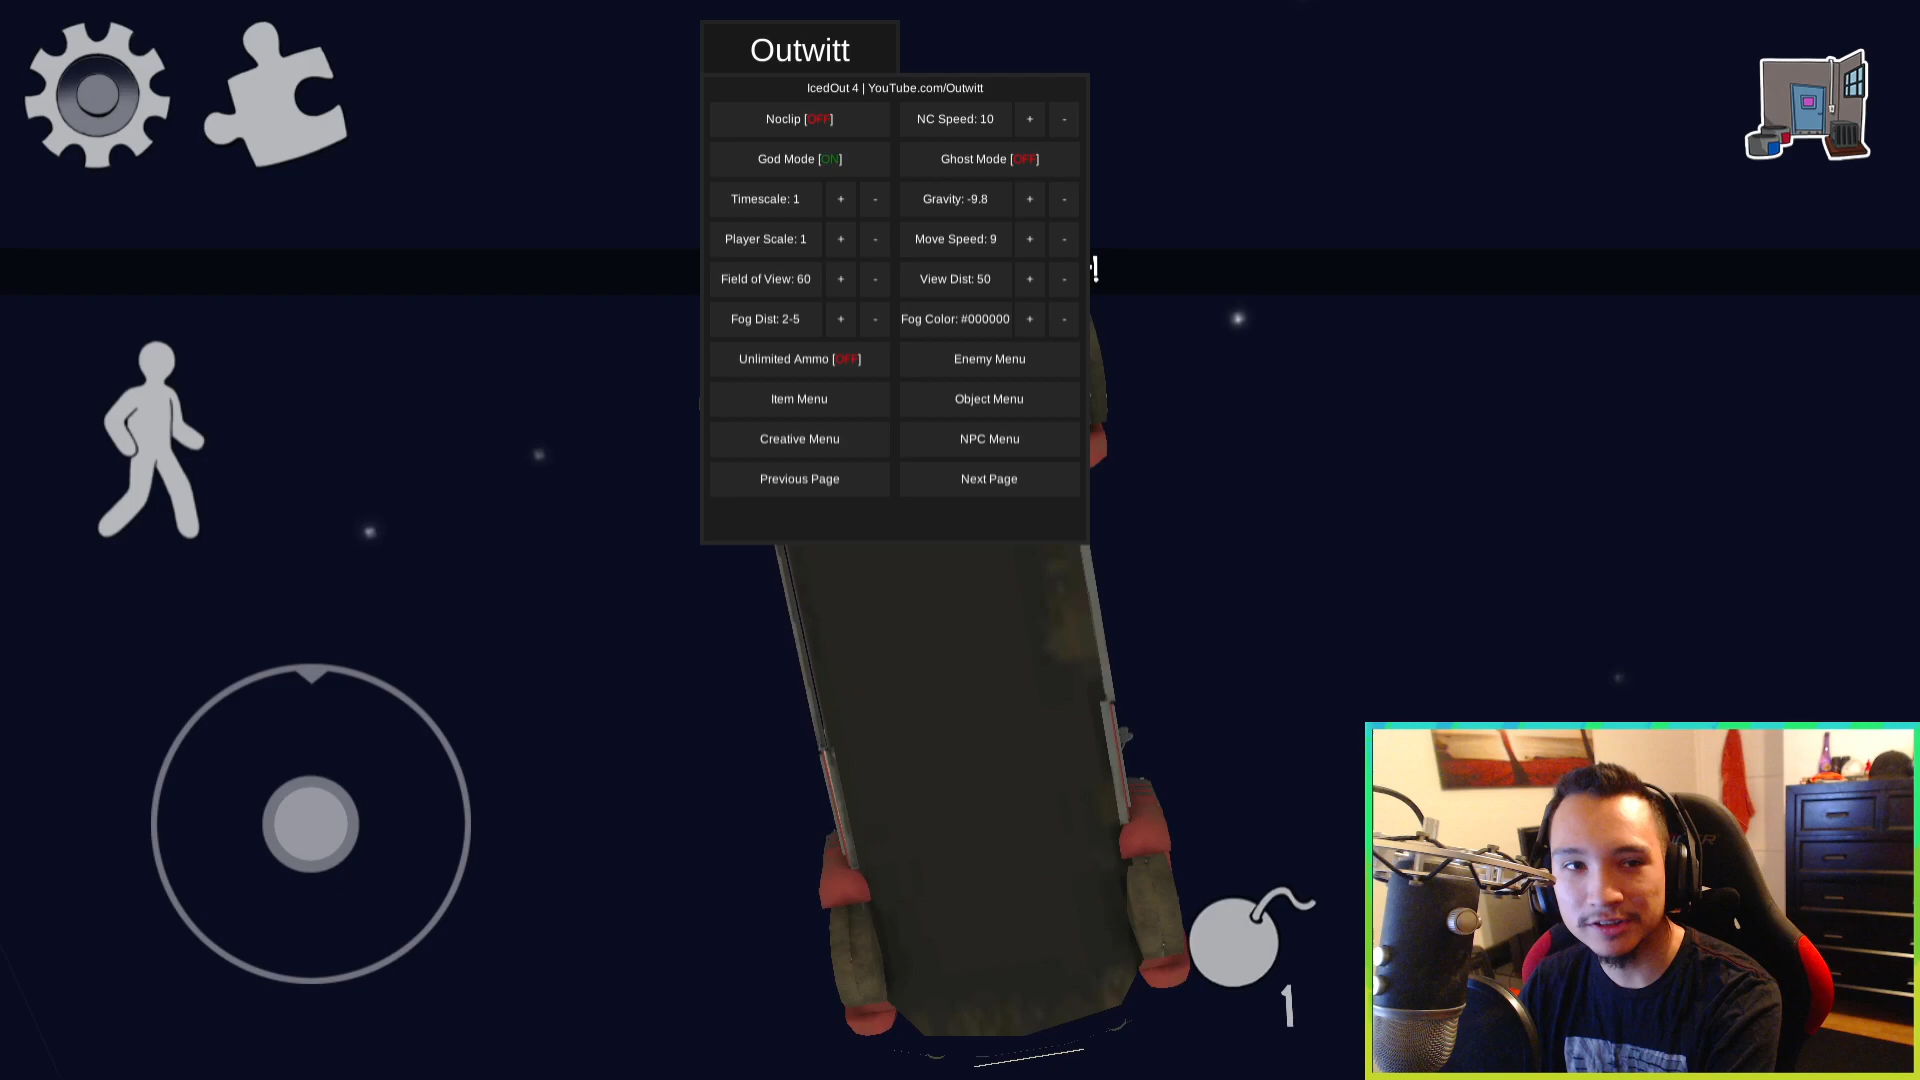 Outwitt
IcedOut 4 | YouTube.com/Outwitt
Noclip [OFF]
NC Speed: 10 + -
God Mode [ON]
Ghost Mode [OFF]
Timescale: 1 + -
Gravity: -9.8 + -
Player Scale: 1 + -
Move Speed: 9 + -
Field of View: 60 + -
View Dist: 50 + -
Fog Dist: 2-5 + -
Fog Color: #000000 + -
Unlimited Ammo [OFF]
Enemy Menu
Item Menu
Object Menu
Creative Menu
NPC Menu
Previous Page
Next Page
!
1